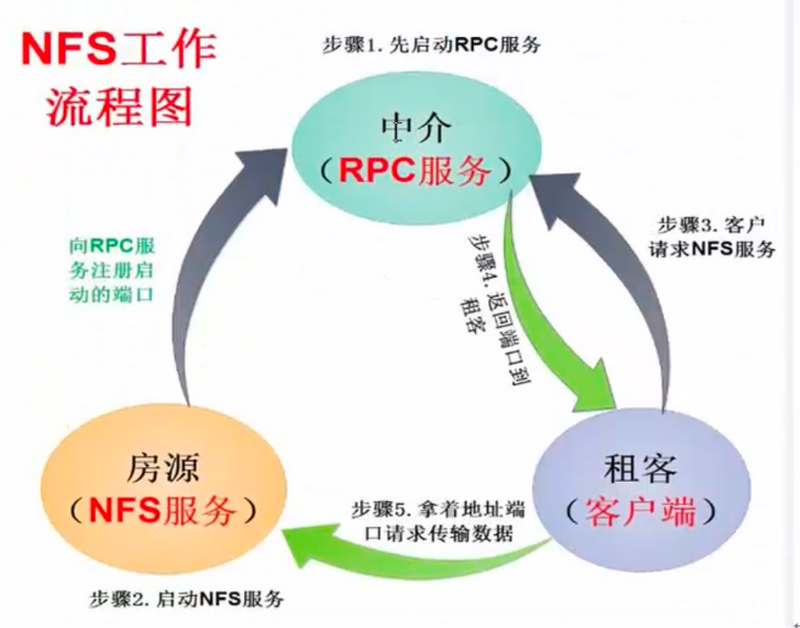 NFS工作
流程图
步骤1. 先启动RPC服务
中介
（RPC服务）
向RPC服
务注册启
动的端口
步骤3. 客户
请求NFS服务
步骤4. 返回端口到
租客
房源
（NFS服务）
租客
（客户端）
步骤5. 拿着地址端
口请求传输数据
步骤2. 启动NFS服务